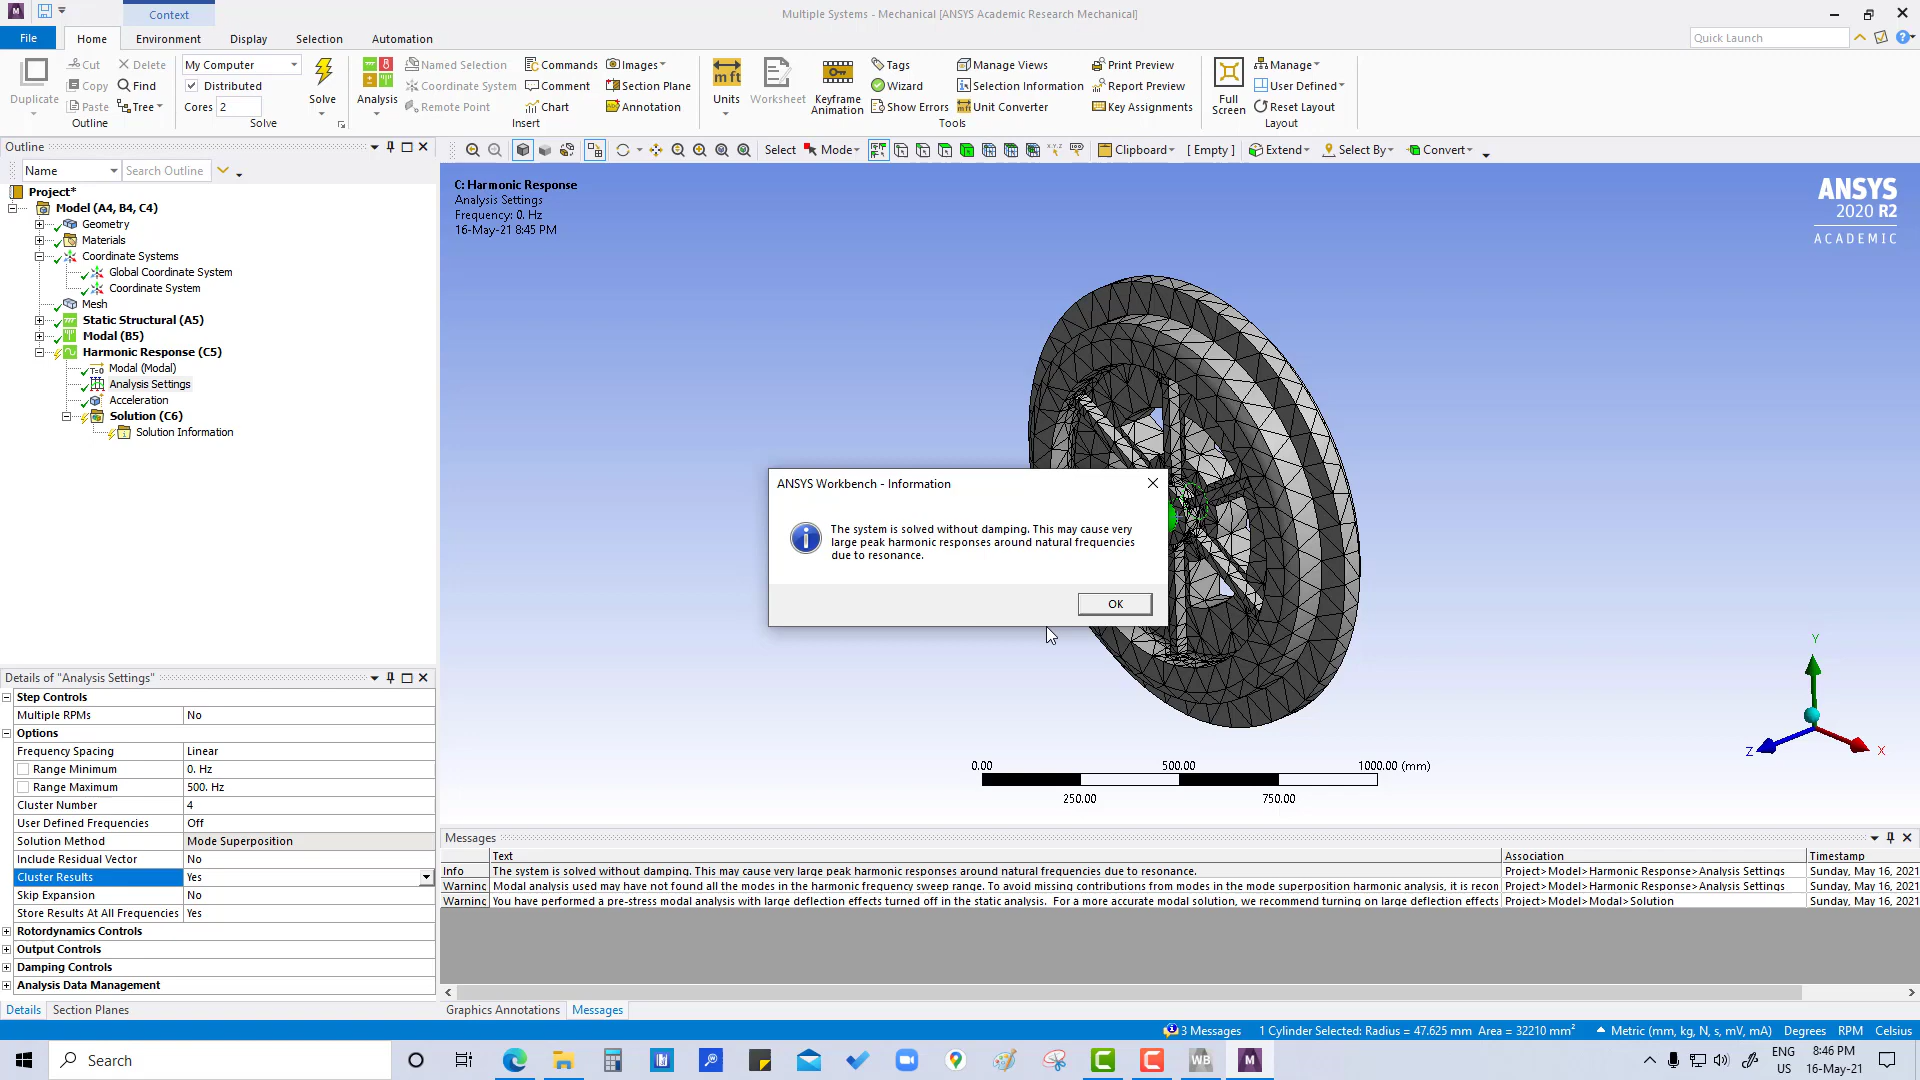 Context
Multiple Systems - Mechanical [ANSYS Academic Research Mechanical]
File
Home
Environment
Display
Selection
Automation
Quick Launch
Duplicate
Cut
Delete
Copy
Find
Paste
Tree
Outline
My Computer
Distributed
Cores 2
Solve
Solve
Analysis
Named Selection
Coordinate System
Remote Point
Commands
Comment
Chart
Images
Section Plane
Annotation
Insert
Units
Worksheet
Keyframe
Animation
Tags
Wizard
Show Errors
Manage Views
Selection Information
Unit Converter
Print Preview
Report Preview
Key Assignments
Tools
Full
Screen
Manage
User Defined
Reset Layout
Layout
Outline
Name
Search Outline
Select
Mode
Clipboard
[ Empty ]
Extend
Select By
Convert
Project*
Model (A4, B4, C4)
Geometry
Materials
Coordinate Systems
Global Coordinate System
Coordinate System
Mesh
Static Structural (A5)
Modal (B5)
Harmonic Response (C5)
Modal (Modal)
Analysis Settings
Acceleration
Solution (C6)
Solution Information
C: Harmonic Response
Analysis Settings
Frequency: 0. Hz
16-May-21 8:45 PM
ANSYS
2020 R2
ACADEMIC
ANSYS Workbench - Information
The system is solved without damping. This may cause very
large peak harmonic responses around natural frequencies
due to resonance.
OK
Y
Z
X
0.00
500.00
1000.00 (mm)
250.00
750.00
Details of "Analysis Settings"
Step Controls
Multiple RPMs No
Options
Frequency Spacing Linear
Range Minimum 0. Hz
Range Maximum 500. Hz
Cluster Number 4
User Defined Frequencies Off
Solution Method Mode Superposition
Include Residual Vector No
Cluster Results Yes
Skip Expansion No
Store Results At All Frequencies Yes
Rotordynamics Controls
Output Controls
Damping Controls
Analysis Data Management
Details
Section Planes
Messages
Text Association Timestamp
Info The system is solved without damping. This may cause very large peak harmonic responses around natural frequencies due to resonance. Project>Model>Harmonic Response>Analysis Settings Sunday, May 16, 2021
Warning Modal analysis used may have not found all the modes in the harmonic frequency sweep range. To avoid missing contributions from modes in the mode superposition harmonic analysis, it is recom Project>Model>Harmonic Response>Analysis Settings Sunday, May 16, 2021
Warning You have performed a pre-stress modal analysis with large deflection effects turned off in the static analysis. For a more accurate modal solution, we recommend turning on large deflection effects Project>Model>Modal>Solution Sunday, May 16, 2021
Graphics Annotations
Messages
3 Messages
1 Cylinder Selected: Radius = 47.625 mm Area = 32210 mm²
Metric (mm, kg, N, s, mV, mA)
Degrees
RPM
Celsius
Search
WB
M
ENG
US
8:46 PM
16-May-21